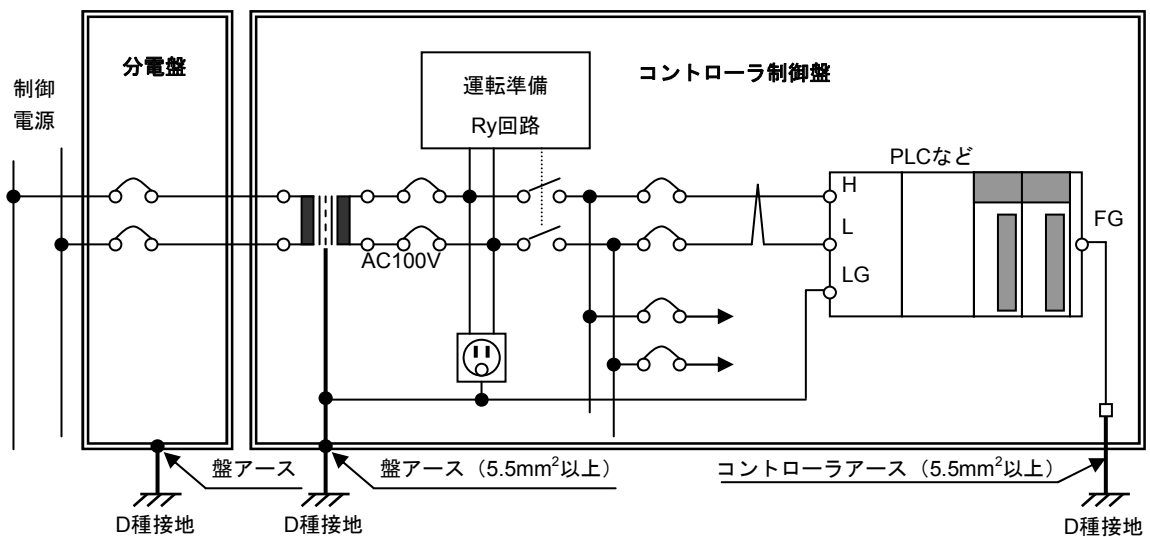 分電盤
コントローラ制御盤
制御
電源
運転準備
Ry回路
PLCなど
H
L
LG
FG
AC100V
盤アース
盤アース（5.5mm²以上）
コントローラアース（5.5mm²以上）
D種接地
D種接地
D種接地